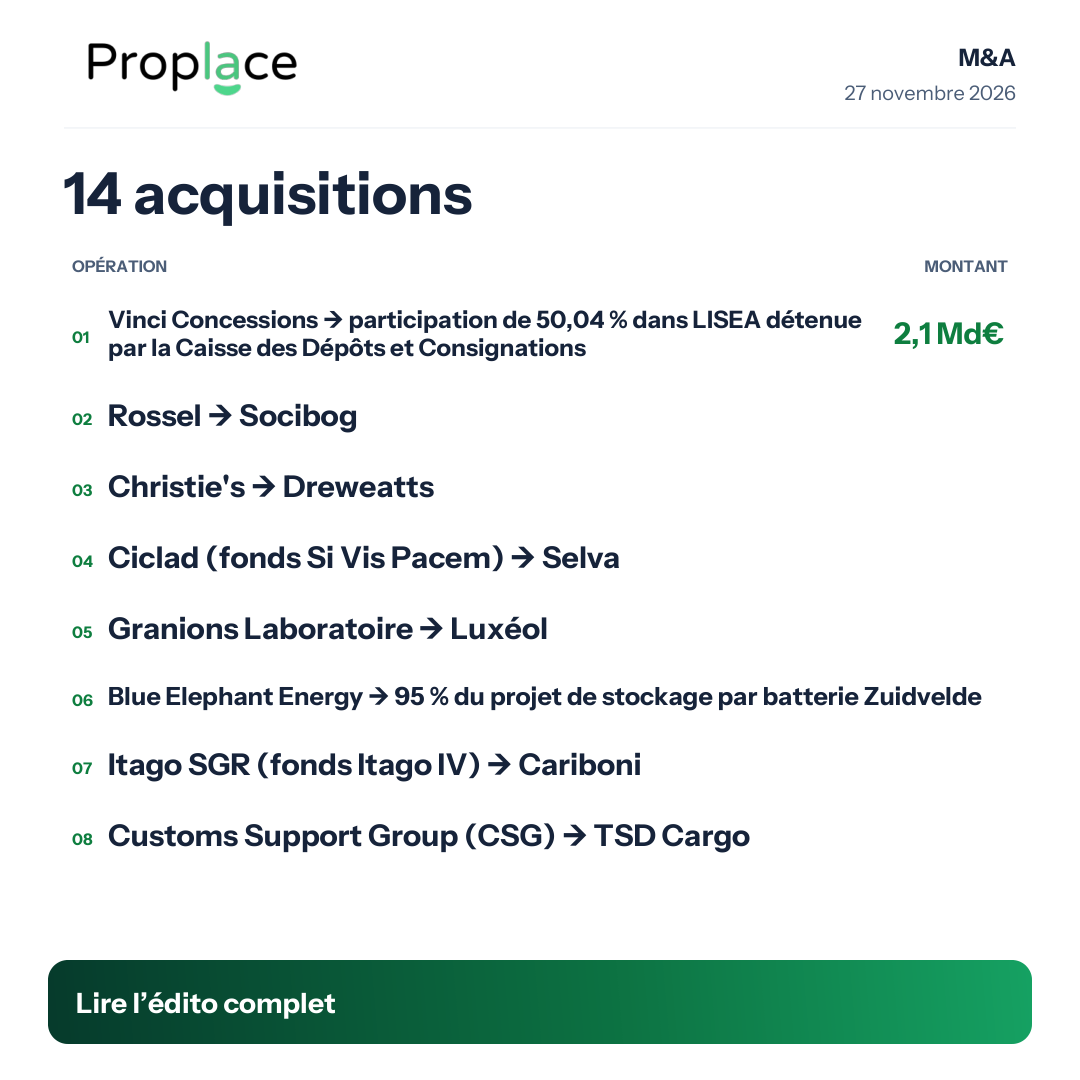 Proplace
M&A
27 novembre 2026
14 acquisitions
OPÉRATION
MONTANT
01
Vinci Concessions → participation de 50,04 % dans LISEA détenue
par la Caisse des Dépôts et Consignations
2,1 Md€
02 Rossel → Socibog
03 Christie's → Dreweatts
04 Ciclad (fonds Si Vis Pacem) → Selva
05 Granions Laboratoire → Luxéol
06 Blue Elephant Energy → 95 % du projet de stockage par batterie Zuidvelde
07 Itago SGR (fonds Itago IV) → Cariboni
08 Customs Support Group (CSG) → TSD Cargo
Lire l’édito complet